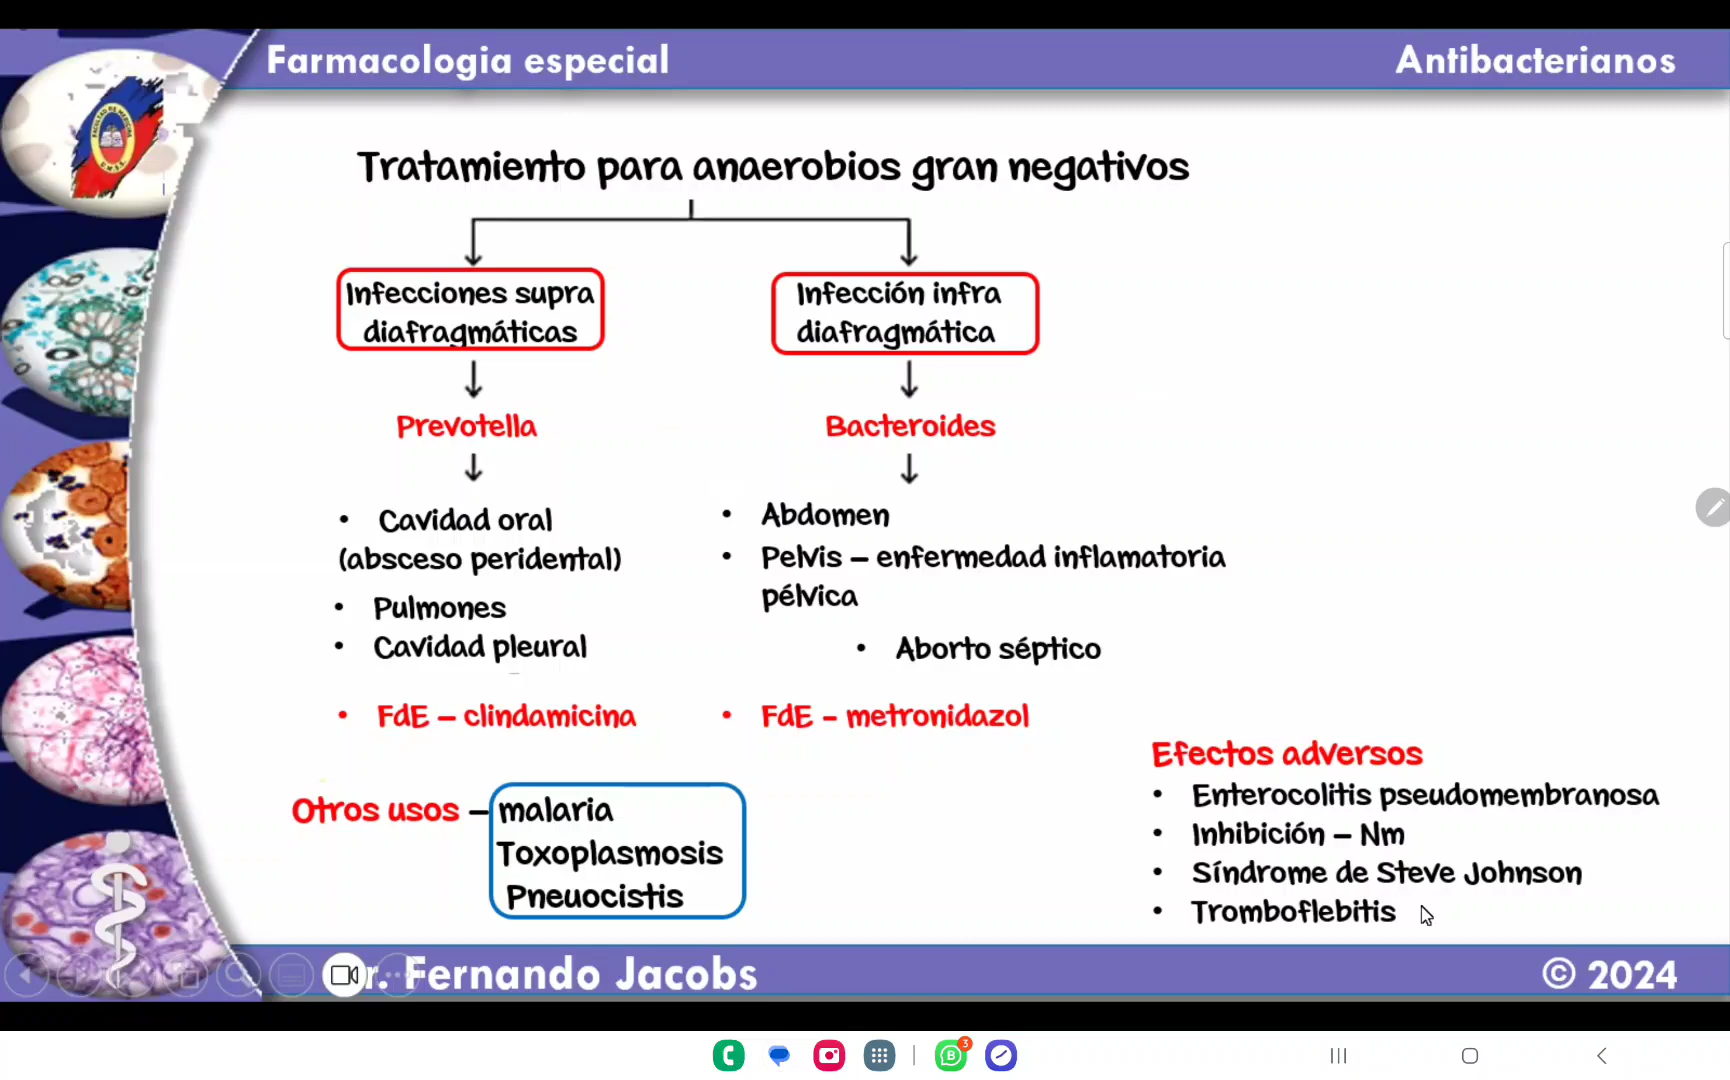 Farmacologia especial
Antibacterianos
Tratamiento para anaerobios gran negativos
Infecciones supra
diafragmáticas
Infección infra
diafragmática
Prevotella
Bacteroides
• Cavidad oral
(absceso peridental)
• Pulmones
• Cavidad pleural
• Abdomen
• Pelvis – enfermedad inflamatoria
pélvica
• Aborto séptico
• FdE – clindamicina
• FdE – metronidazol
Otros usos –
malaria
Toxoplasmosis
Pneuocistis
Efectos adversos
• Enterocolitis pseudomembranosa
• Inhibición – Nm
• Síndrome de Steve Johnson
• Tromboflebitis
r. Fernando Jacobs
© 2024
3